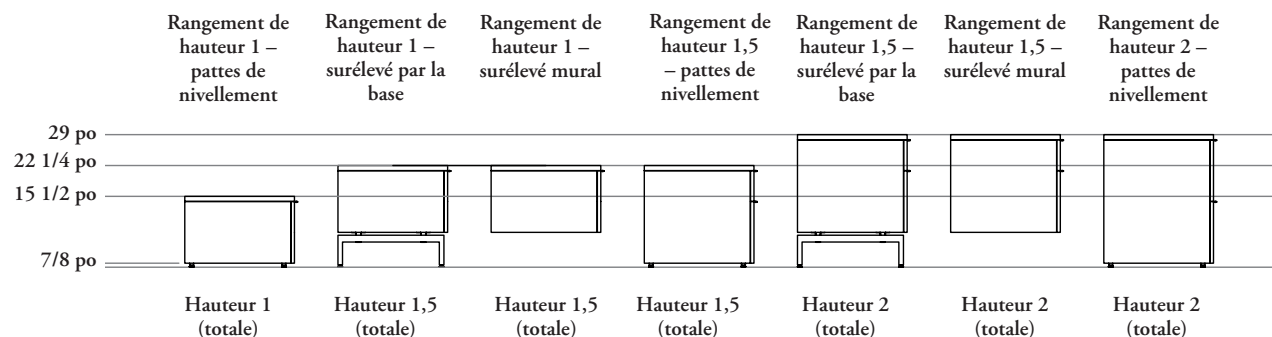 Rangement de
hauteur 1 –
pattes de
nivellement
Rangement de
hauteur 1 –
surélevé par la
base
Rangement de
hauteur 1 –
surélevé mural
Rangement de
hauteur 1,5
– pattes de
nivellement
Rangement de
hauteur 1,5 –
surélevé par la
base
Rangement de
hauteur 1,5 –
surélevé mural
Rangement de
hauteur 2 –
pattes de
nivellement
29 po
22 1/4 po
15 1/2 po
7/8 po
Hauteur 1
(totale)
Hauteur 1,5
(totale)
Hauteur 1,5
(totale)
Hauteur 1,5
(totale)
Hauteur 2
(totale)
Hauteur 2
(totale)
Hauteur 2
(totale)